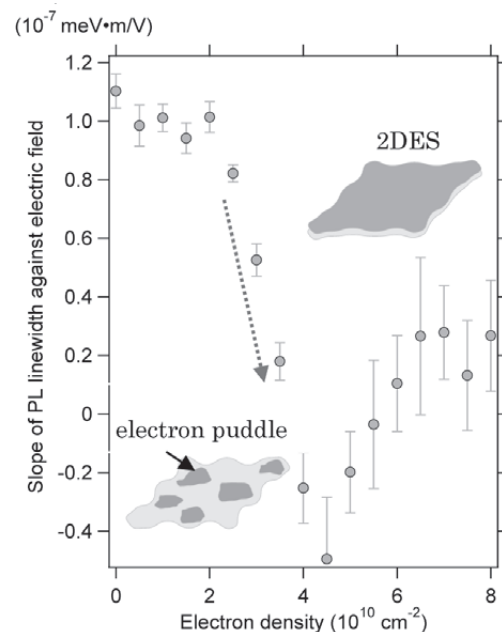 (10⁻⁷ meV•m/V)
Slope of PL linewidth against electric field
1.2
1.0
0.8
0.6
0.4
0.2
0
-0.2
-0.4
2DES
electron puddle
0
2
4
6
8
Electron density (10¹⁰ cm⁻²)